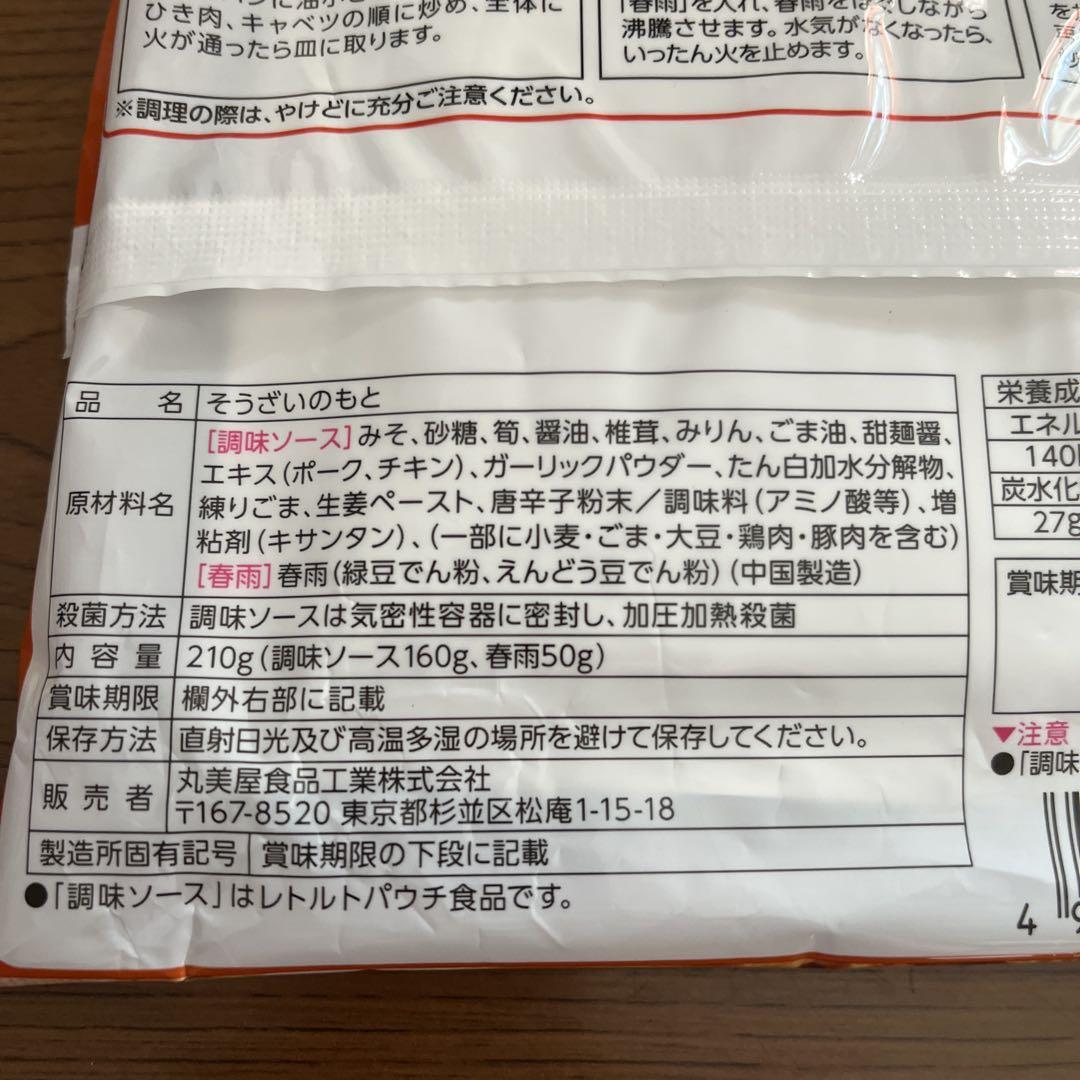 ひき肉、キャベツの順に炒め、全体に
火が通ったら皿に取ります。
「春雨」を入れ、春雨をほぐしながら
沸騰させます。水気がなくなったら、
いったん火を止めます。
※調理の際は、やけどに充分ご注意ください。
品名 そうざいのもと
原材料名
[調味ソース]みそ、砂糖、筍、醤油、椎茸、みりん、ごま油、甜麺醤、
エキス(ポーク、チキン)、ガーリックパウダー、たん白加水分解物、
練りごま、生姜ペースト、唐辛子粉末/調味料(アミノ酸等)、増
粘剤(キサンタン)、(一部に小麦・ごま・大豆・鶏肉・豚肉を含む)
[春雨]春雨(緑豆でん粉、えんどう豆でん粉)(中国製造)
殺菌方法 調味ソースは気密性容器に密封し、加圧加熱殺菌
内容量 210g(調味ソース160g、春雨50g)
賞味期限 欄外右部に記載
保存方法 直射日光及び高温多湿の場所を避けて保存してください。
販売者
丸美屋食品工業株式会社
〒167-8520 東京都杉並区松庵1-15-18
製造所固有記号 賞味期限の下段に記載
●「調味ソース」はレトルトパウチ食品です。
栄養成
エネル
140
炭水化
27g
賞味期
▼注意
●「調味
4